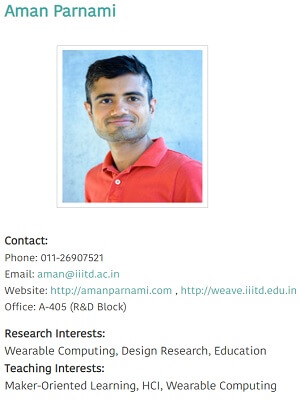 Aman Parnami
Contact:
Phone: 011-26907521
Email: aman@iiitd.ac.in
Website: http://amanparnami.com , http://weave.iiitd.edu.in
Office: A-405 (R&D Block)
Research Interests:
Wearable Computing, Design Research, Education
Teaching Interests:
Maker-Oriented Learning, HCI, Wearable Computing